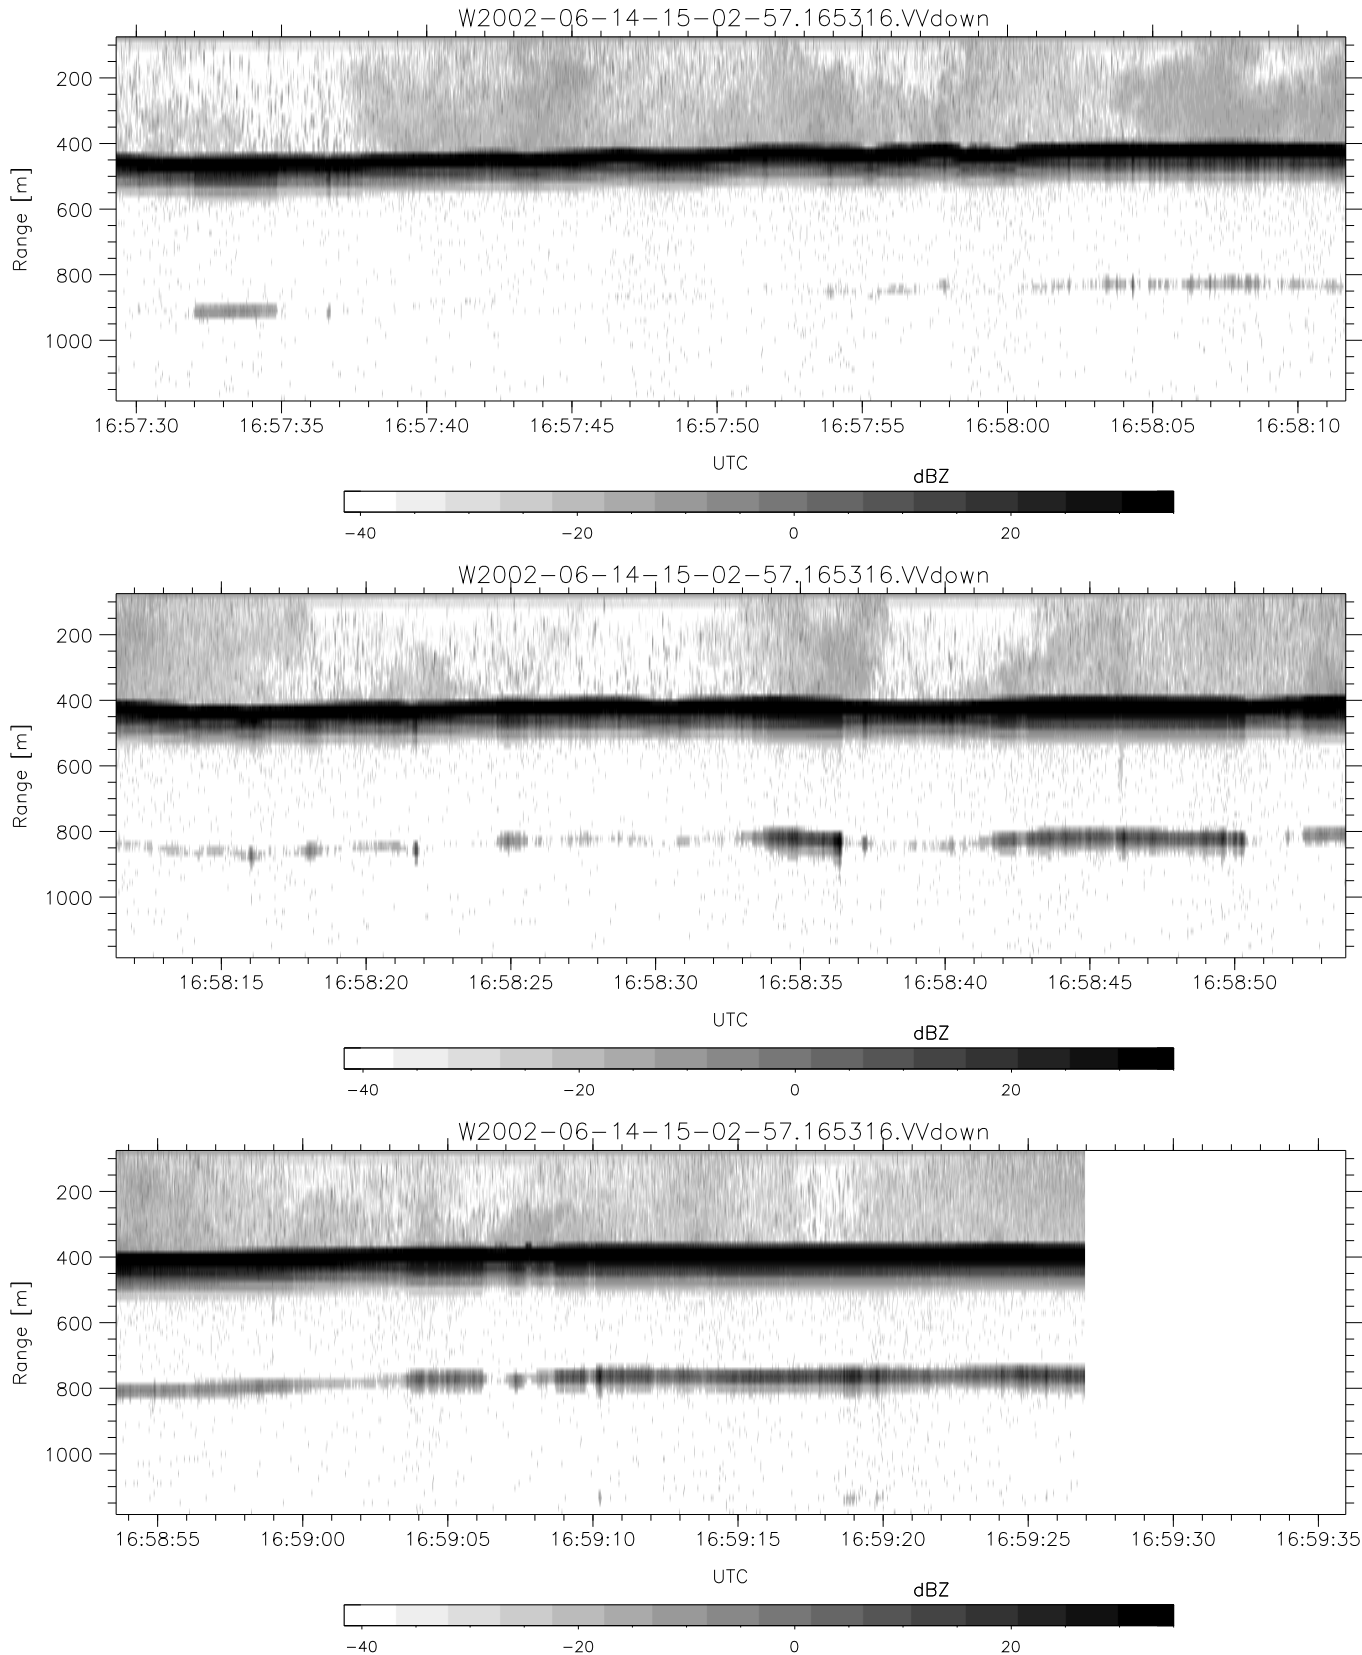 W2002-06-14-15-02-57.165316.VVdown
200
400
600
800
1000
Range [m]
16:57:30 16:57:35 16:57:40 16:57:45 16:57:50 16:57:55 16:58:00 16:58:05 16:58:10
UTC
dBZ
-40 -20 0 20
W2002-06-14-15-02-57.165316.VVdown
200
400
600
800
1000
Range [m]
16:58:15 16:58:20 16:58:25 16:58:30 16:58:35 16:58:40 16:58:45 16:58:50
UTC
dBZ
-40 -20 0 20
W2002-06-14-15-02-57.165316.VVdown
200
400
600
800
1000
Range [m]
16:58:55 16:59:00 16:59:05 16:59:10 16:59:15 16:59:20 16:59:25 16:59:30 16:59:35
UTC
dBZ
-40 -20 0 20